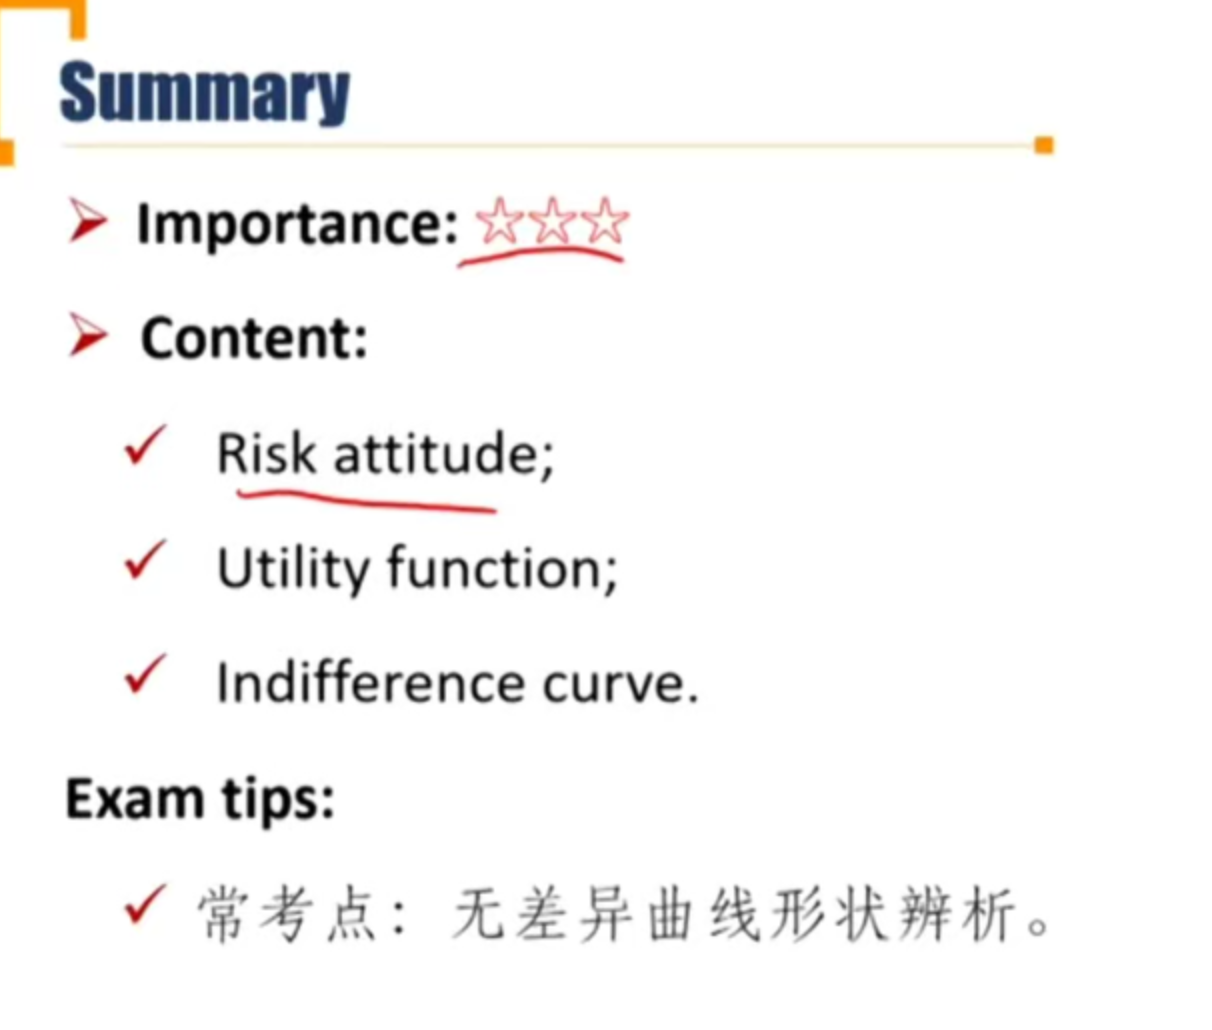 Summary
Importance: ☆☆☆
Content:
Risk attitude;
Utility function;
Indifference curve.
Exam tips:
常考点：无差异曲线形状辨析。